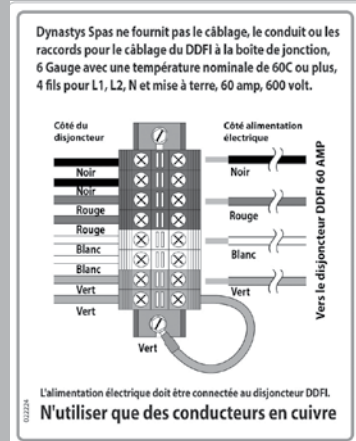 Dynastys Spas ne fournit pas le câblage, le conduit ou les
raccords pour le câblage du DDFI à la boîte de jonction,
6 Gauge avec une température nominale de 60C ou plus,
4 fils pour L1, L2, N et mise à terre, 60 amp, 600 volt.
Côté du
disjoncteur
Côté alimentation
électrique
Noir
Noir
Rouge
Rouge
Blanc
Blanc
Vert
Vert
Noir
Rouge
Blanc
Vert
Vers le disjoncteur DDFI 60 AMP
Vert
L'alimentation électrique doit être connectée au disjoncteur DDFI.
N'utiliser que des conducteurs en cuivre
022224